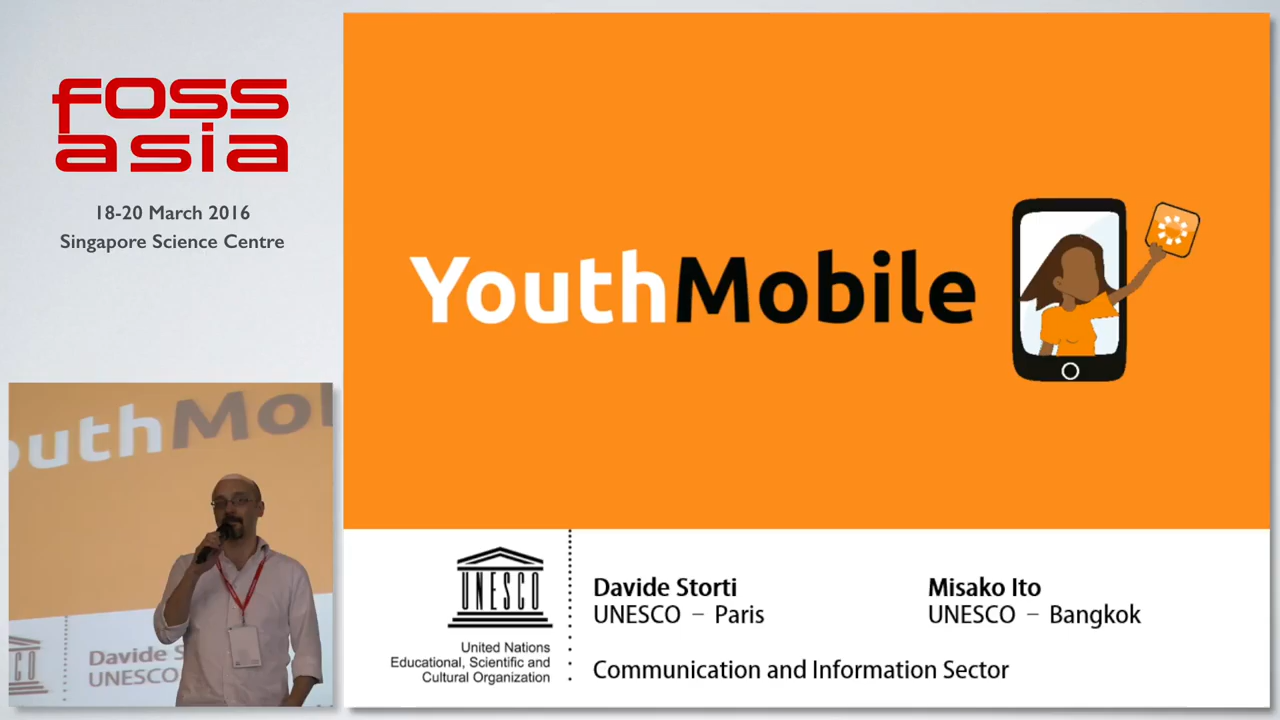 foss
asia
18-20 March 2016
Singapore Science Centre
YouthMobile
outhMol
Davide S
UNESCO
UNESCO
United Nations
Educational, Scientific and
Cultural Organization
Davide Storti
UNESCO – Paris
Misako Ito
UNESCO – Bangkok
Communication and Information Sector